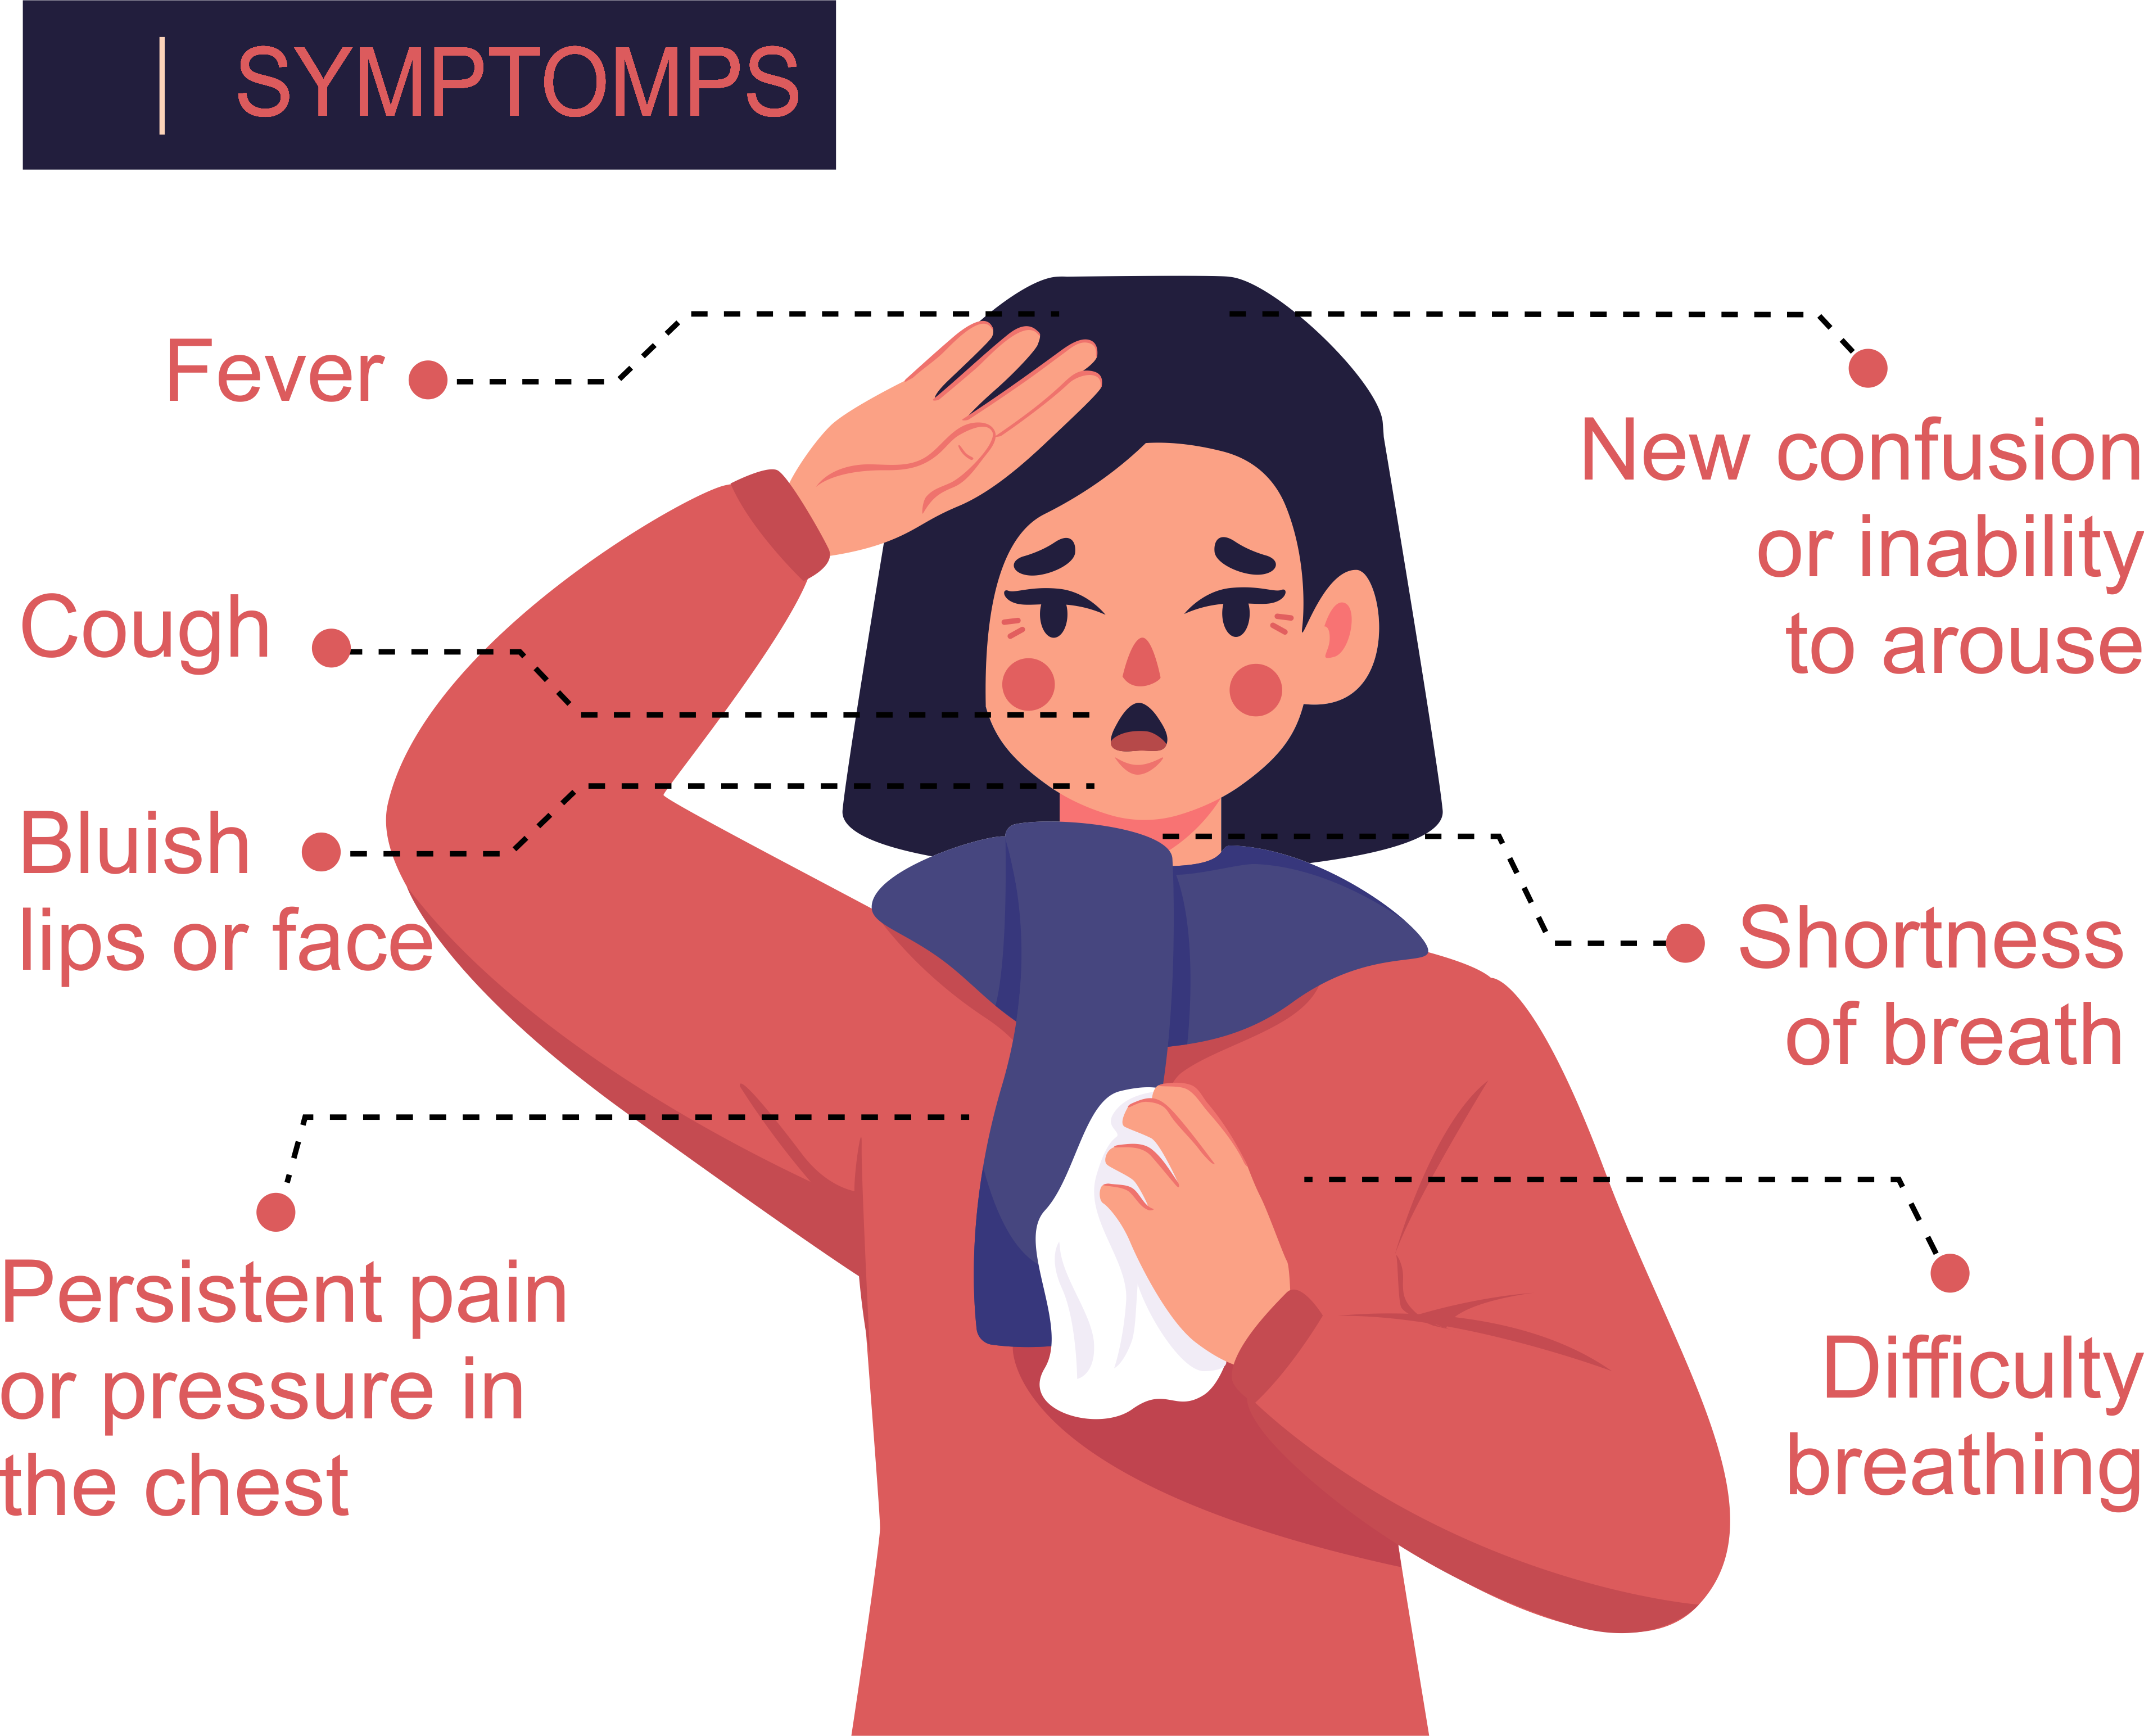 SYMPTOMPS
Fever
Cough
Bluish
lips or face
Persistent pain
or pressure in
the chest
New confusion
or inability
to arouse
Shortness
of breath
Difficulty
breathing